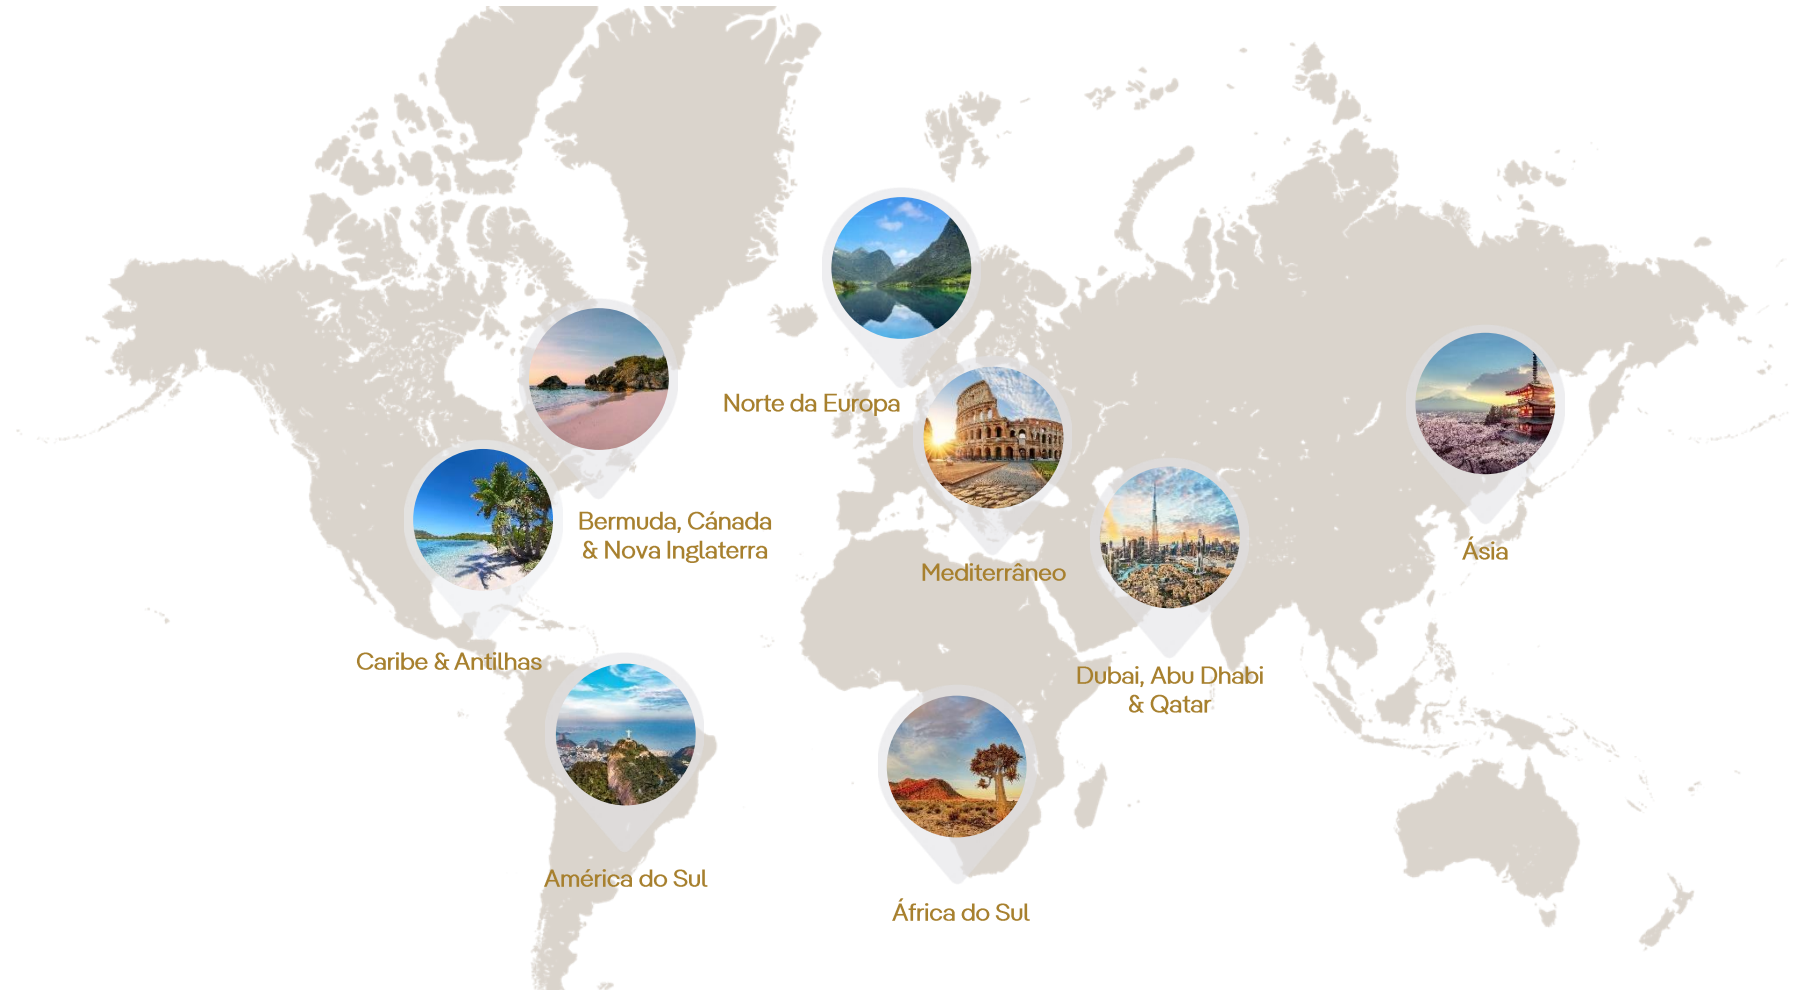 Norte da Europa
Bermuda, Cánada
& Nova Inglaterra
Mediterrâneo
Ásia
Caribe & Antilhas
Dubai, Abu Dhabi
& Qatar
América do Sul
África do Sul